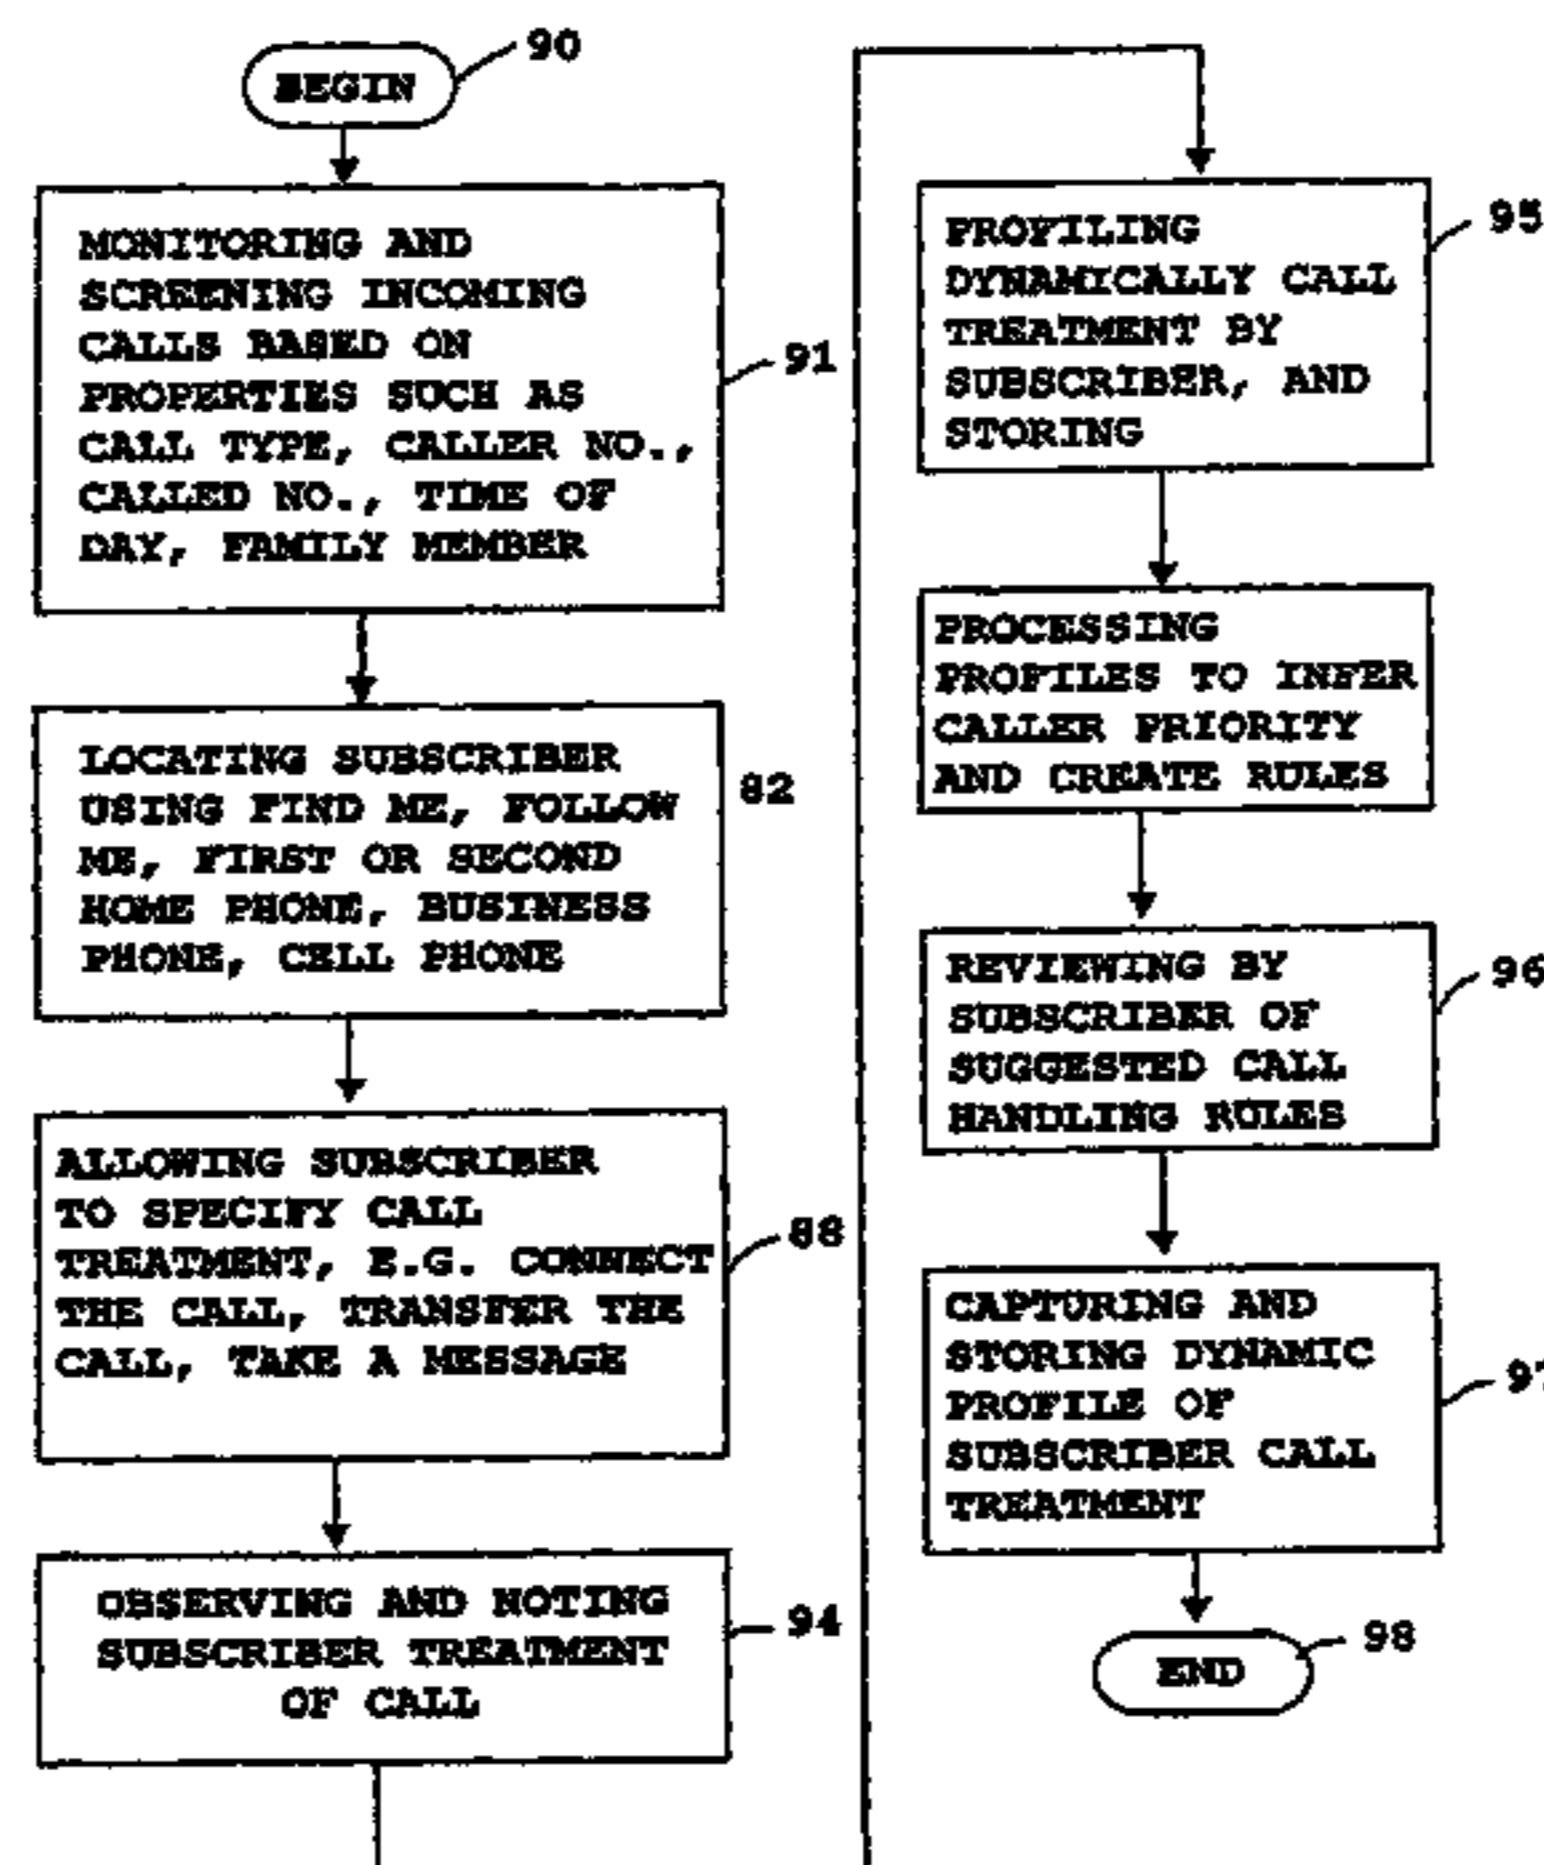 BEGIN
90
MONITORING AND
SCREENING INCOMING
CALLS BASED ON
PROPERTIES SUCH AS
CALL TYPE, CALLER NO.,
CALLED NO., TIME OF
DAY, FAMILY MEMBER
91
LOCATING SUBSCRIBER
USING FIND ME, FOLLOW
ME, FIRST OR SECOND
HOME PHONE, BUSINESS
PHONE, CELL PHONE
82
ALLOWING SUBSCRIBER
TO SPECIFY CALL
TREATMENT, E.G. CONNECT
THE CALL, TRANSFER THE
CALL, TAKE A MESSAGE
88
OBSERVING AND NOTING
SUBSCRIBER TREATMENT
OF CALL
94
PROFILING
DYNAMICALLY CALL
TREATMENT BY
SUBSCRIBER, AND
STORING
95
PROCESSING
PROFILES TO INFER
CALLER PRIORITY
AND CREATE RULES
REVIEWING BY
SUBSCRIBER OF
SUGGESTED CALL
HANDLING RULES
96
CAPTURING AND
STORING DYNAMIC
PROFILE OF
SUBSCRIBER CALL
TREATMENT
97
END
98